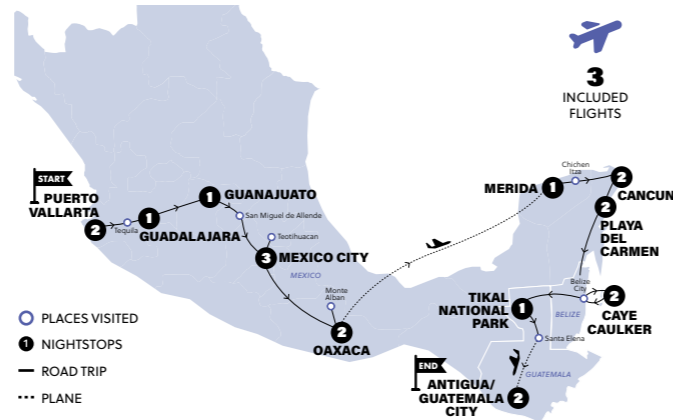 3
INCLUDED
FLIGHTS
START
PUERTO
VALLARTA
2
Tequila
1
GUADALAJARA
1
GUANAJUATO
San Miguel de Allende
Teotihuacan
3
MEXICO CITY
MEXICO
Monte
Alban
2
OAXACA
MERIDA
1
Chichen
Itza
2
CANCUN
2
PLAYA
DEL
CARMEN
Belize
City
2
CAYE
CAULKER
BELIZE
TIKAL
NATIONAL
PARK
1
Santa Elena
GUATEMALA
END
ANTIGUA/
GUATEMALA
CITY
2
PLACES VISITED
1 NIGHTSTOPS
ROAD TRIP
PLANE